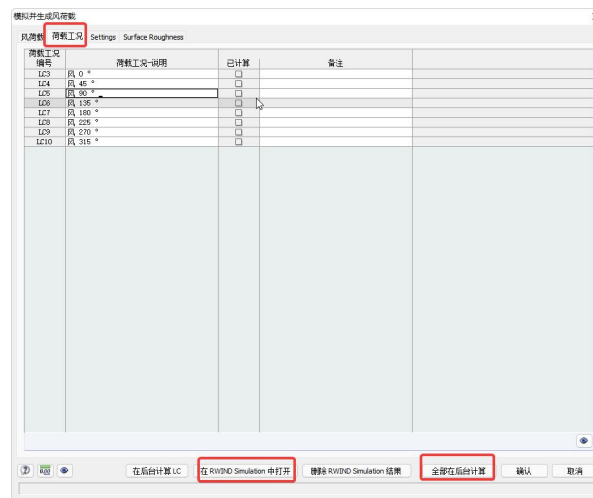 模拟并生成风荷载
风荷载 荷载工况 Settings Surface Roughness
荷载工况
编号 荷载工况-说明 已计算 备注
LC3 风, 0 °
LC4 风, 45 °
LC5 风, 90 °
LC6 风, 135 °
LC7 风, 180 °
LC8 风, 225 °
LC9 风, 270 °
LC10 风, 315 °
在后台计算 LC 在 RWIND Simulation 中打开 删除 RWIND Simulation 结果 全部在后台计算 确认 取消